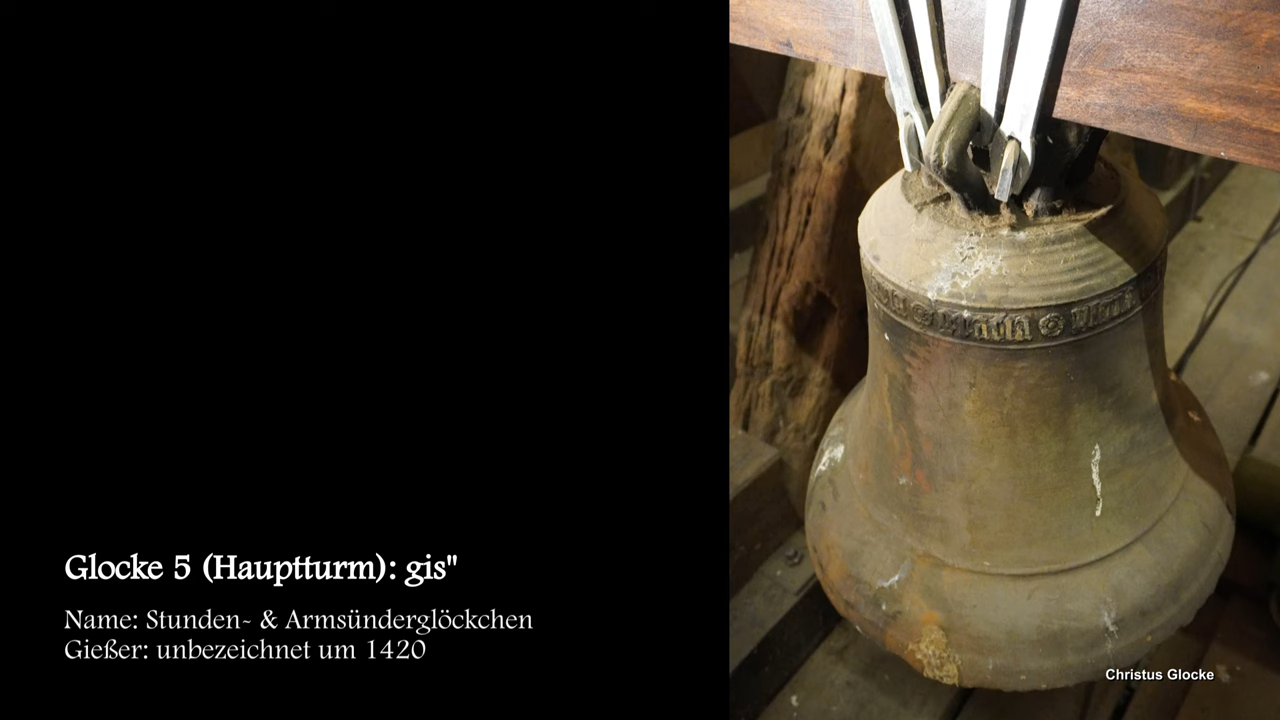 Glocke 5 (Hauptturm): gis"
Name: Stunden- & Armsünderglöckchen
Gießer: unbezeichnet um 1420
Christus Glocke